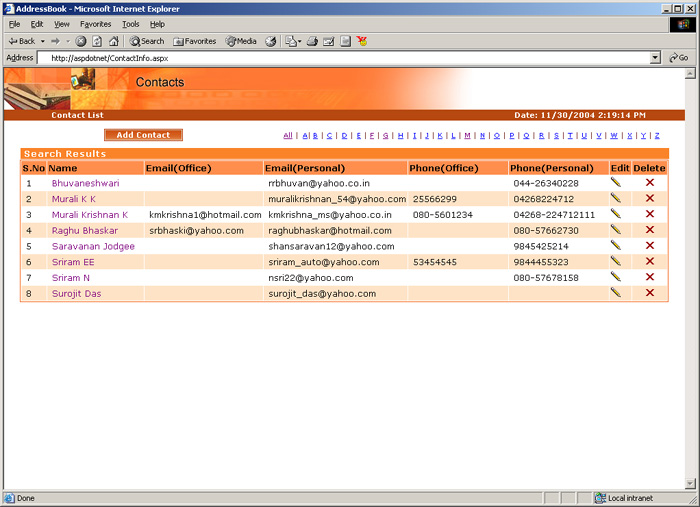 AddressBook - Microsoft Internet Explorer
File Edit View Favorites Tools Help
Back Search Favorites Media
Address http://aspdotnet/ContactInfo.aspx Go
Contacts
Contact List Date: 11/30/2004 2:19:14 PM
Add Contact All | A| B | C | D | E | F | G | H | I | J | K | L | M | N | O | P | Q | R | S | T | U | V | W | X | Y | Z
Search Results
S.No Name Email(Office) Email(Personal) Phone(Office) Phone(Personal) Edit Delete
1 Bhuvaneshwari rrbhuvan@yahoo.co.in 044-26340228
2 Murali K K muralikrishnan_54@yahoo.com 25566299 04268224712
3 Murali Krishnan K kmkrishna1@hotmail.com kmkrishna_ms@yahoo.co.in 080-5601234 04268-224712111
4 Raghu Bhaskar srbhaski@yahoo.com raghubhaskar@hotmail.com 080-57662730
5 Saravanan Jodgee shansaravan12@yahoo.com 9845425214
6 Sriram EE sriram_auto@yahoo.com 53454545 9844455323
7 Sriram N nsri22@yahoo.com 080-57678158
8 Surojit Das surojit_das@yahoo.com
Done Local intranet